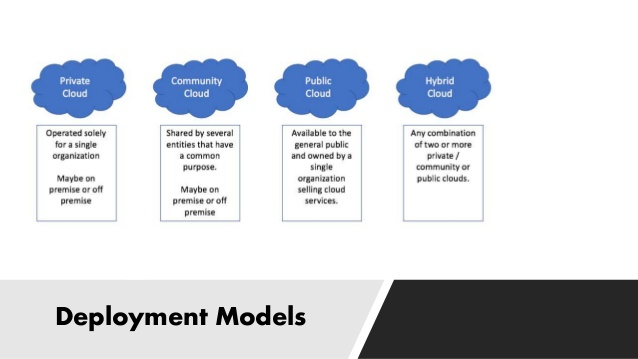 Private
Cloud
Community
Cloud
Public
Cloud
Hybrid
Cloud
Operated solely
for a single
organization
Maybe on
premise or off
premise
Shared by several
entities that have
a common
purpose.
Maybe on
premise or off
premise
Available to the
general public
and owned by a
single
organization
selling cloud
services.
Any combination
of two or more
private /
community or
public clouds.
Deployment Models